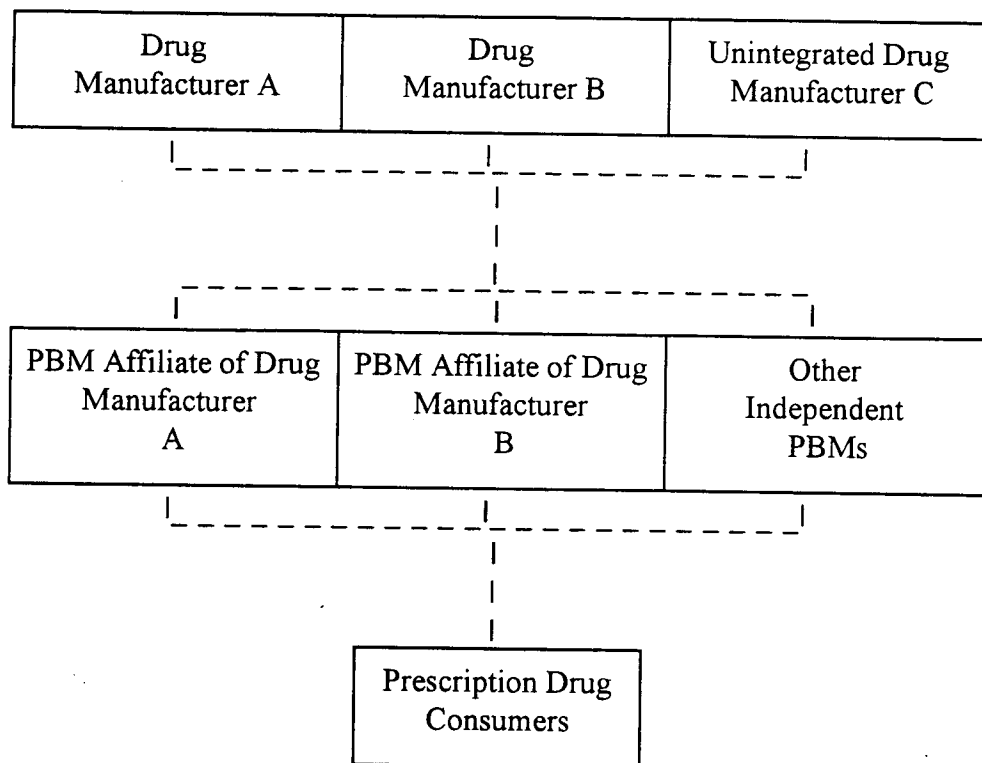 Drug
Manufacturer A
Drug
Manufacturer B
Unintegrated Drug
Manufacturer C
PBM Affiliate of Drug
Manufacturer
A
PBM Affiliate of Drug
Manufacturer
B
Other
Independent
PBMs
Prescription Drug
Consumers